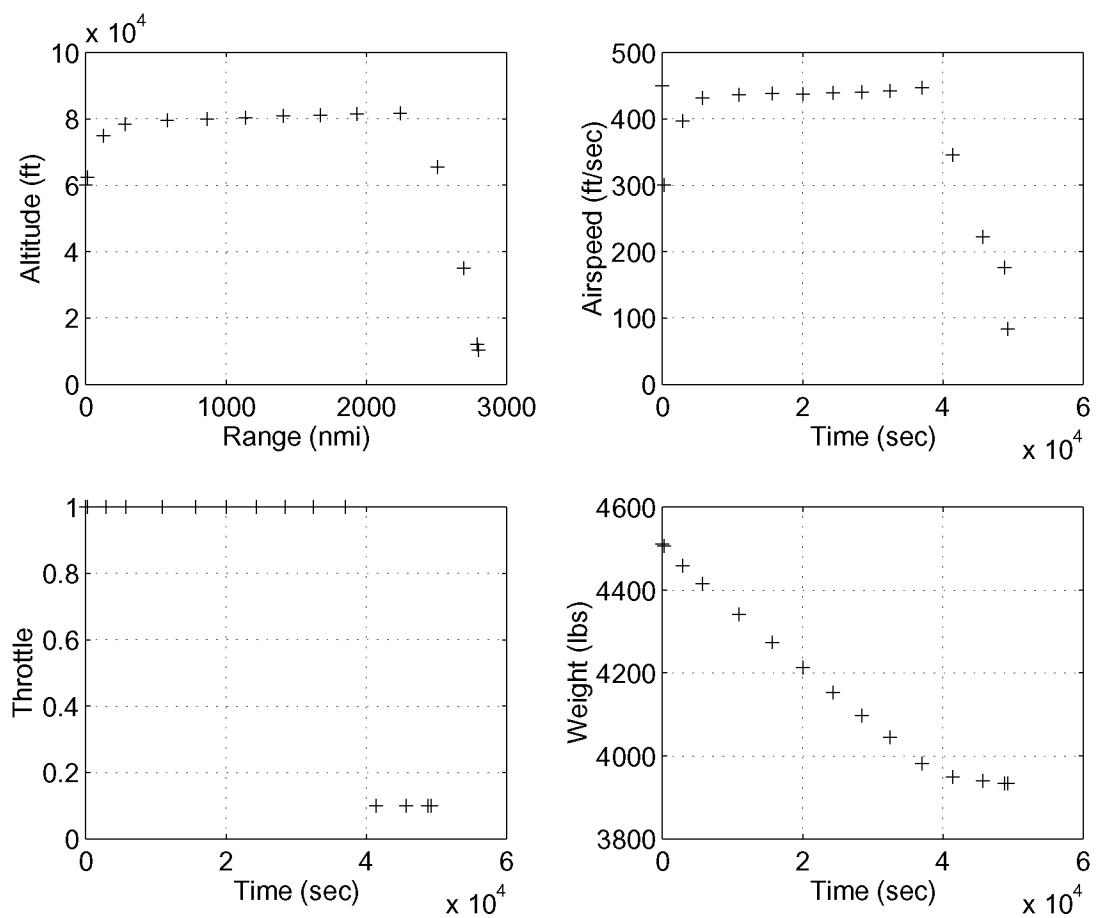 x 10^4
10
8
6
4
2
0
Altitude (ft)
0 1000 2000 3000
Range (nmi)
500
400
300
200
100
0
Airspeed (ft/sec)
0 2 4 6
Time (sec)
x 10^4
1
0.8
0.6
0.4
0.2
0
Throttle
0 2 4 6
Time (sec)
x 10^4
4600
4400
4200
4000
3800
Weight (lbs)
0 2 4 6
Time (sec)
x 10^4